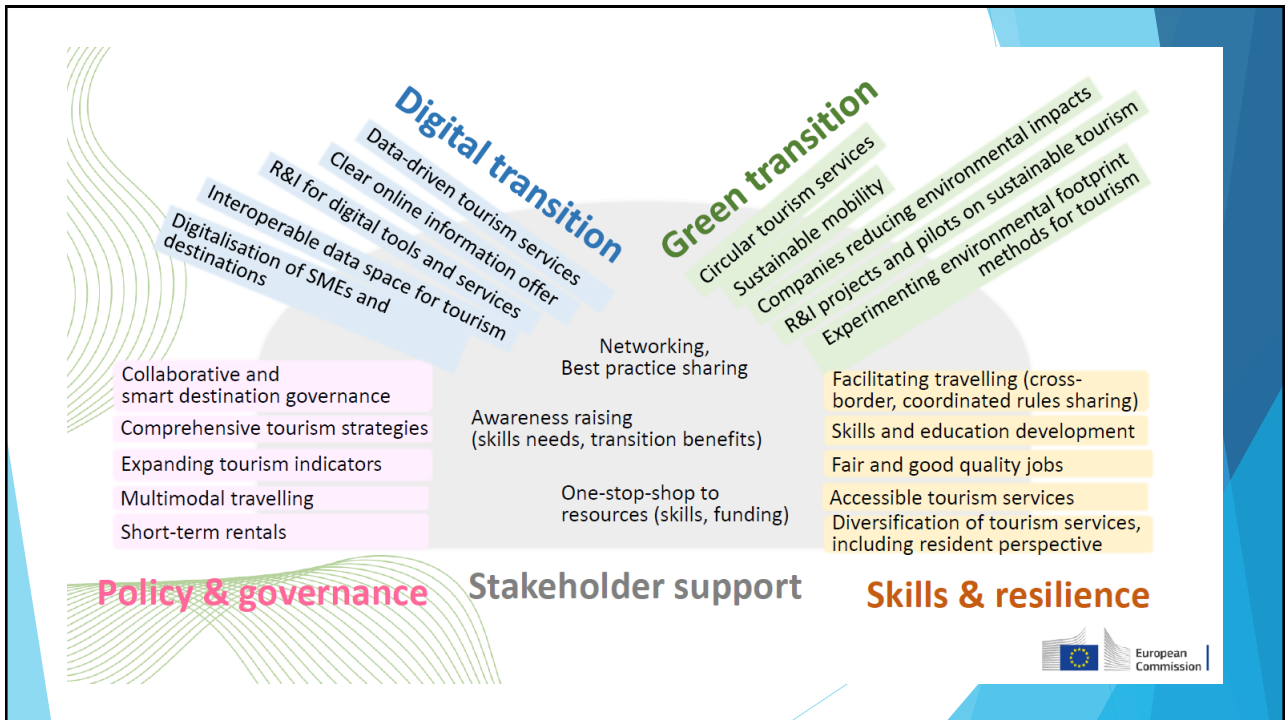 Digital transition
Data-driven tourism services
Clear online information offer
R&I for digital tools and services
Interoperable data space for tourism
Digitalisation of SMEs and
destinations
Green transition
Circular tourism services
Sustainable mobility
Companies reducing environmental impacts
R&I projects and pilots on sustainable tourism
Experimenting environmental footprint
methods for tourism
Collaborative and
smart destination governance
Comprehensive tourism strategies
Expanding tourism indicators
Multimodal travelling
Short-term rentals
Policy & governance
Networking,
Best practice sharing
Awareness raising
(skills needs, transition benefits)
One-stop-shop to
resources (skills, funding)
Stakeholder support
Facilitating travelling (cross-
border, coordinated rules sharing)
Skills and education development
Fair and good quality jobs
Accessible tourism services
Diversification of tourism services,
including resident perspective
Skills & resilience
European
Commission